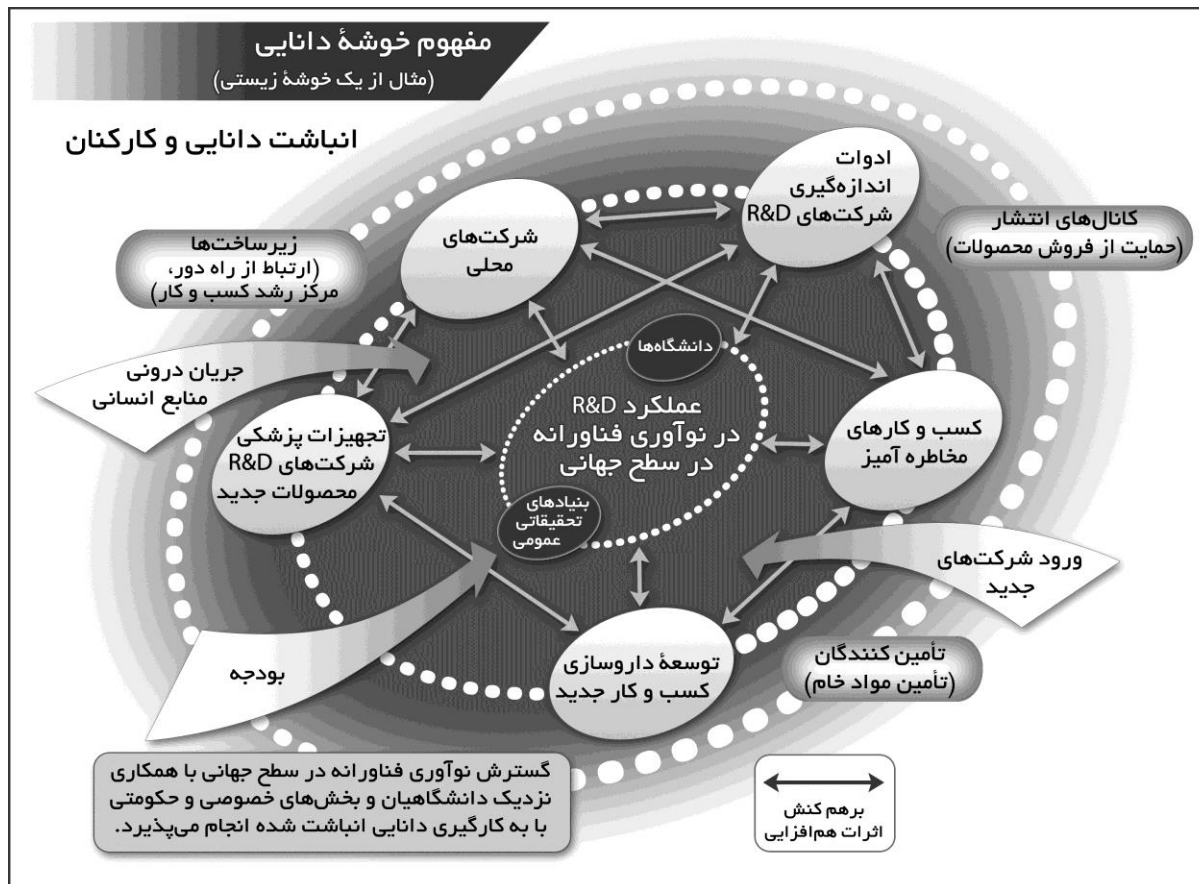 مفهوم خوشهٔ دانایی
(مثال از یک خوشهٔ زیستی)
انباشت دانایی و کارکنان
ادوات
اندازه‌گیری
شرکت‌های R&D
کانال‌های انتشار
(حمایت از فروش محصولات)
شرکت‌های
محلی
زیرساخت‌ها
(ارتباط از راه دور،
مرکز رشد کسب و کار)
دانشگاه‌ها
جریان درونی
منابع انسانی
عملکرد R&D
در نوآوری فناورانه
در سطح جهانی
کسب و کارهای
مخاطره آمیز
تجهیزات پزشکی
شرکت‌های R&D
محصولات جدید
بنیادهای
تحقیقاتی
عمومی
ورود شرکت‌های
جدید
توسعهٔ داروسازی
کسب و کار جدید
تأمین کنندگان
(تأمین مواد خام)
بودجه
گسترش نوآوری فناورانه در سطح جهانی با همکاری
نزدیک دانشگاهیان و بخش‌های خصوصی و حکومتی
با به کارگیری دانایی انباشت شده انجام می‌پذیرد.
برهم کنش
اثرات هم‌افزایی